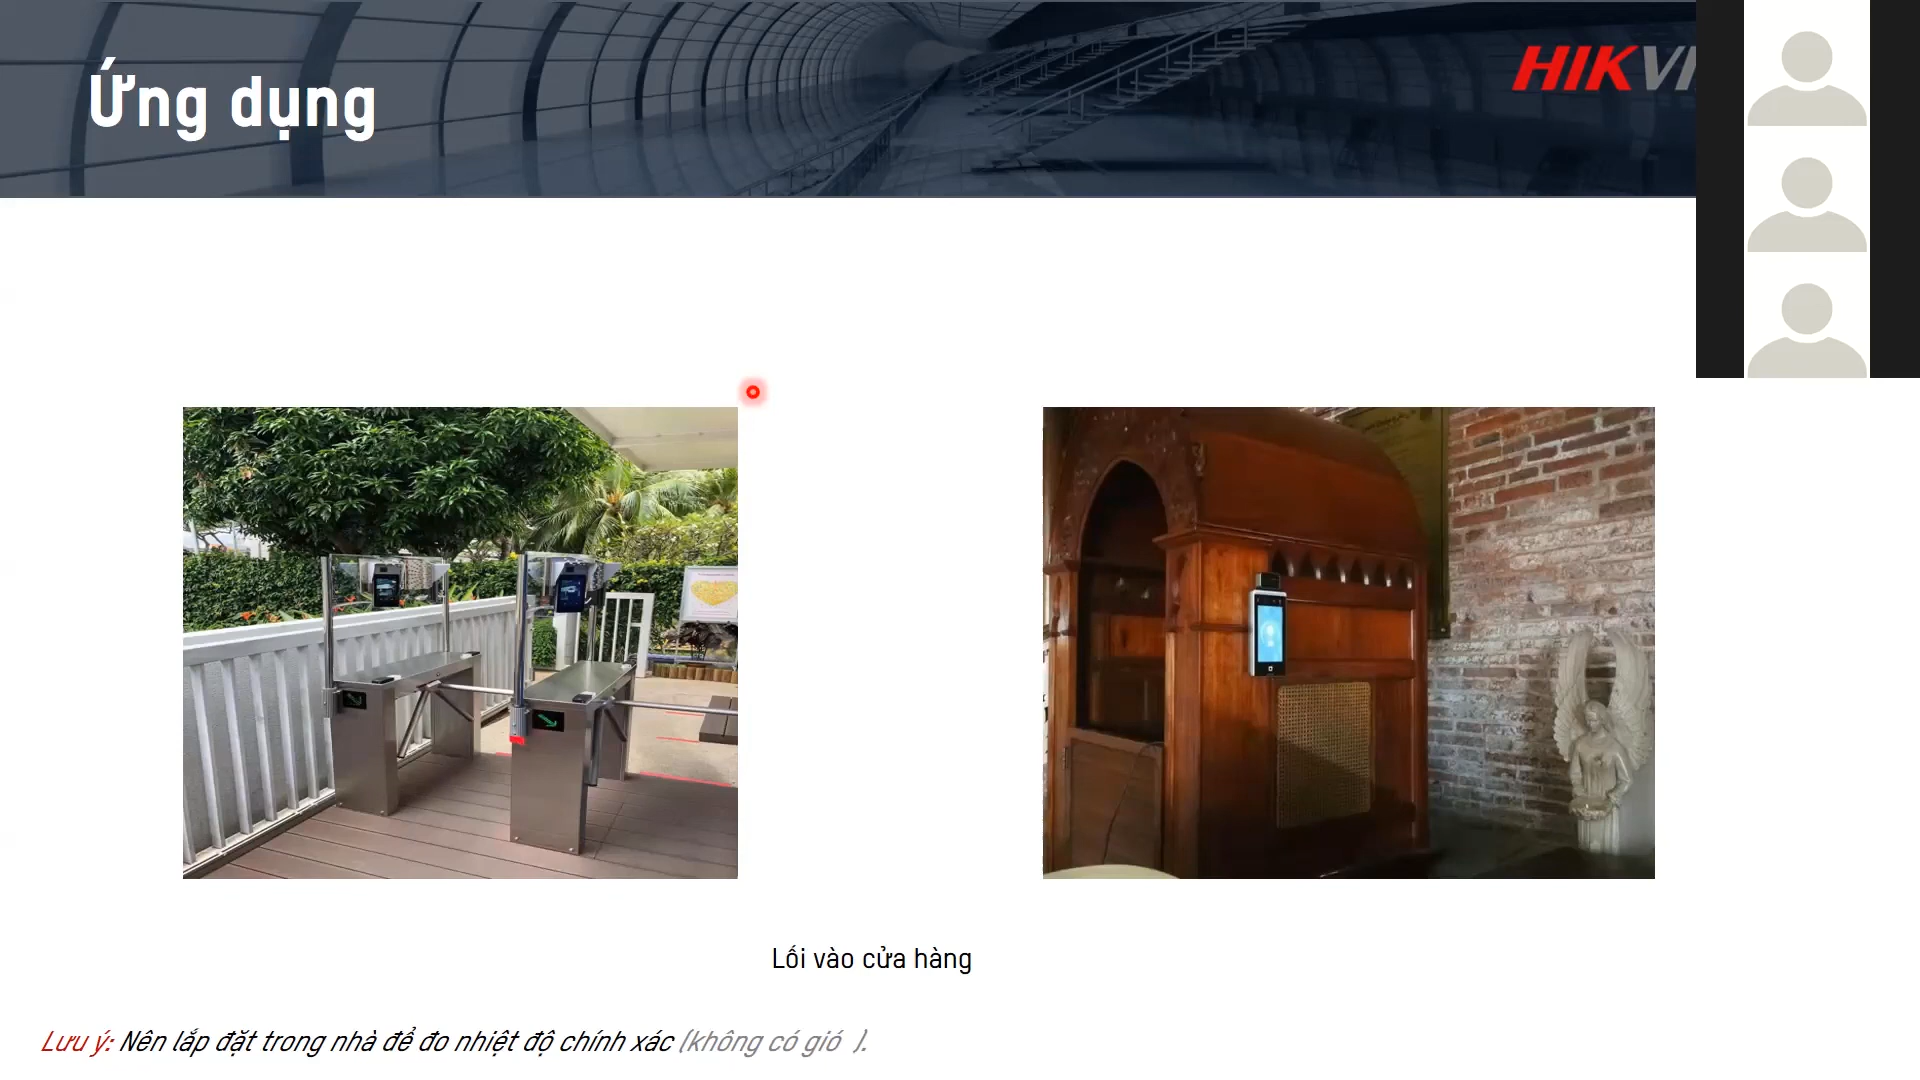 Ứng dụng
HIKVI
Lối vào cửa hàng
Lưu ý: Nên lắp đặt trong nhà để đo nhiệt độ chính xác (không có gió ).